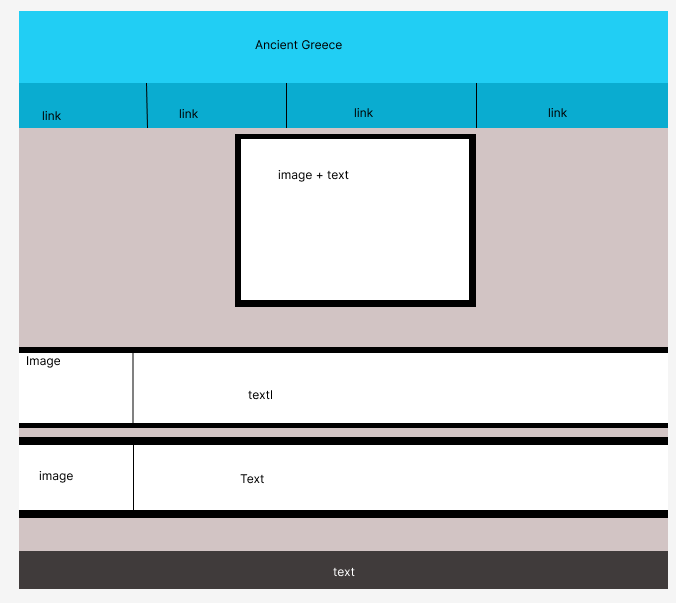 Ancient Greece
link
link
link
link
image + text
Image
textl
image
Text
text